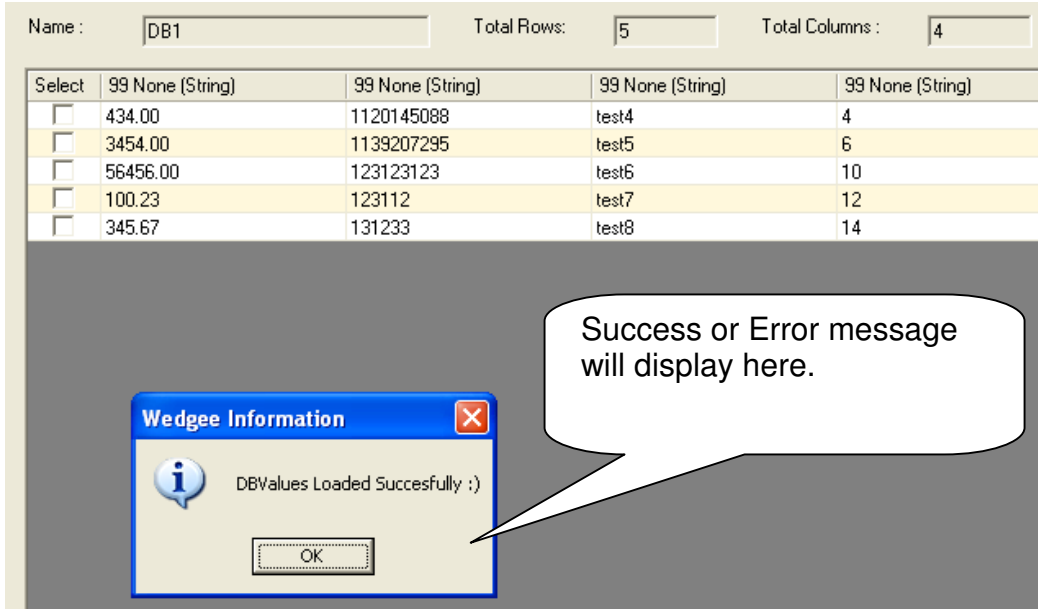 Name : DB1 Total Rows: 5 Total Columns : 4
Select 99 None (String) 99 None (String) 99 None (String) 99 None (String)
434.00 1120145088 test4 4
3454.00 1139207295 test5 6
56456.00 123123123 test6 10
100.23 123112 test7 12
345.67 131233 test8 14
Success or Error message
will display here.
Wedgee Information
DBValues Loaded Succesfully :)
OK